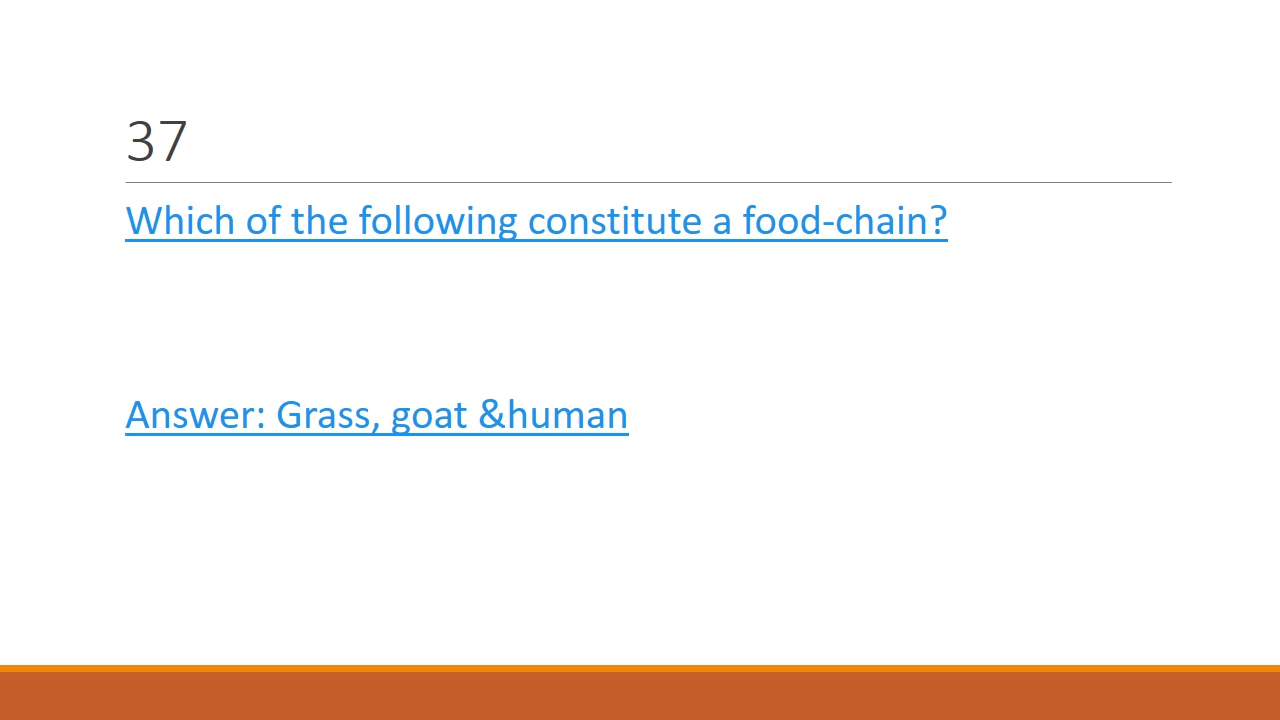 37
Which of the following constitute a food-chain?
Answer: Grass, goat &human